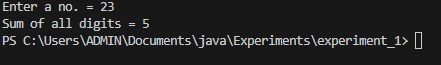 Enter a no. = 23
Sum of all digits = 5
PS C:\Users\ADMIN\Documents\java\Experiments\experiment_1>